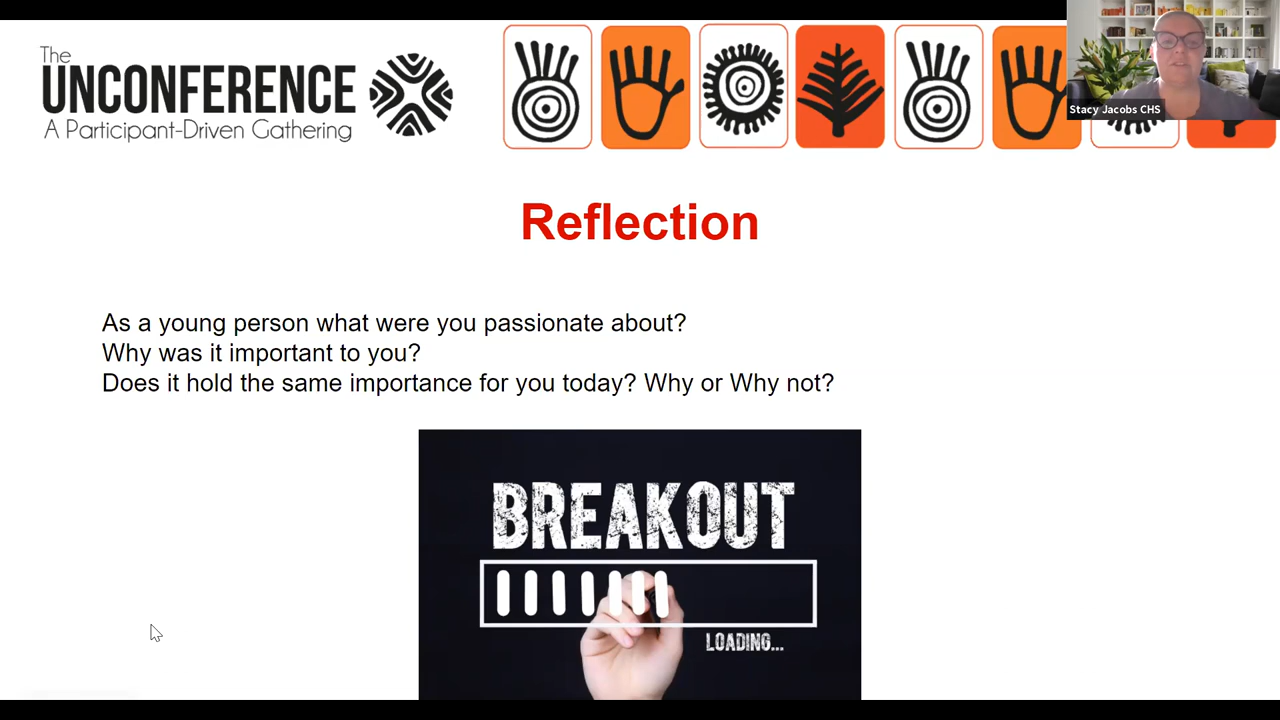 The
UNCONFERENCE
A Participant-Driven Gathering
Stacy Jacobs CHS
Reflection
As a young person what were you passionate about?
Why was it important to you?
Does it hold the same importance for you today? Why or Why not?
BREAKOUT
LOADING...